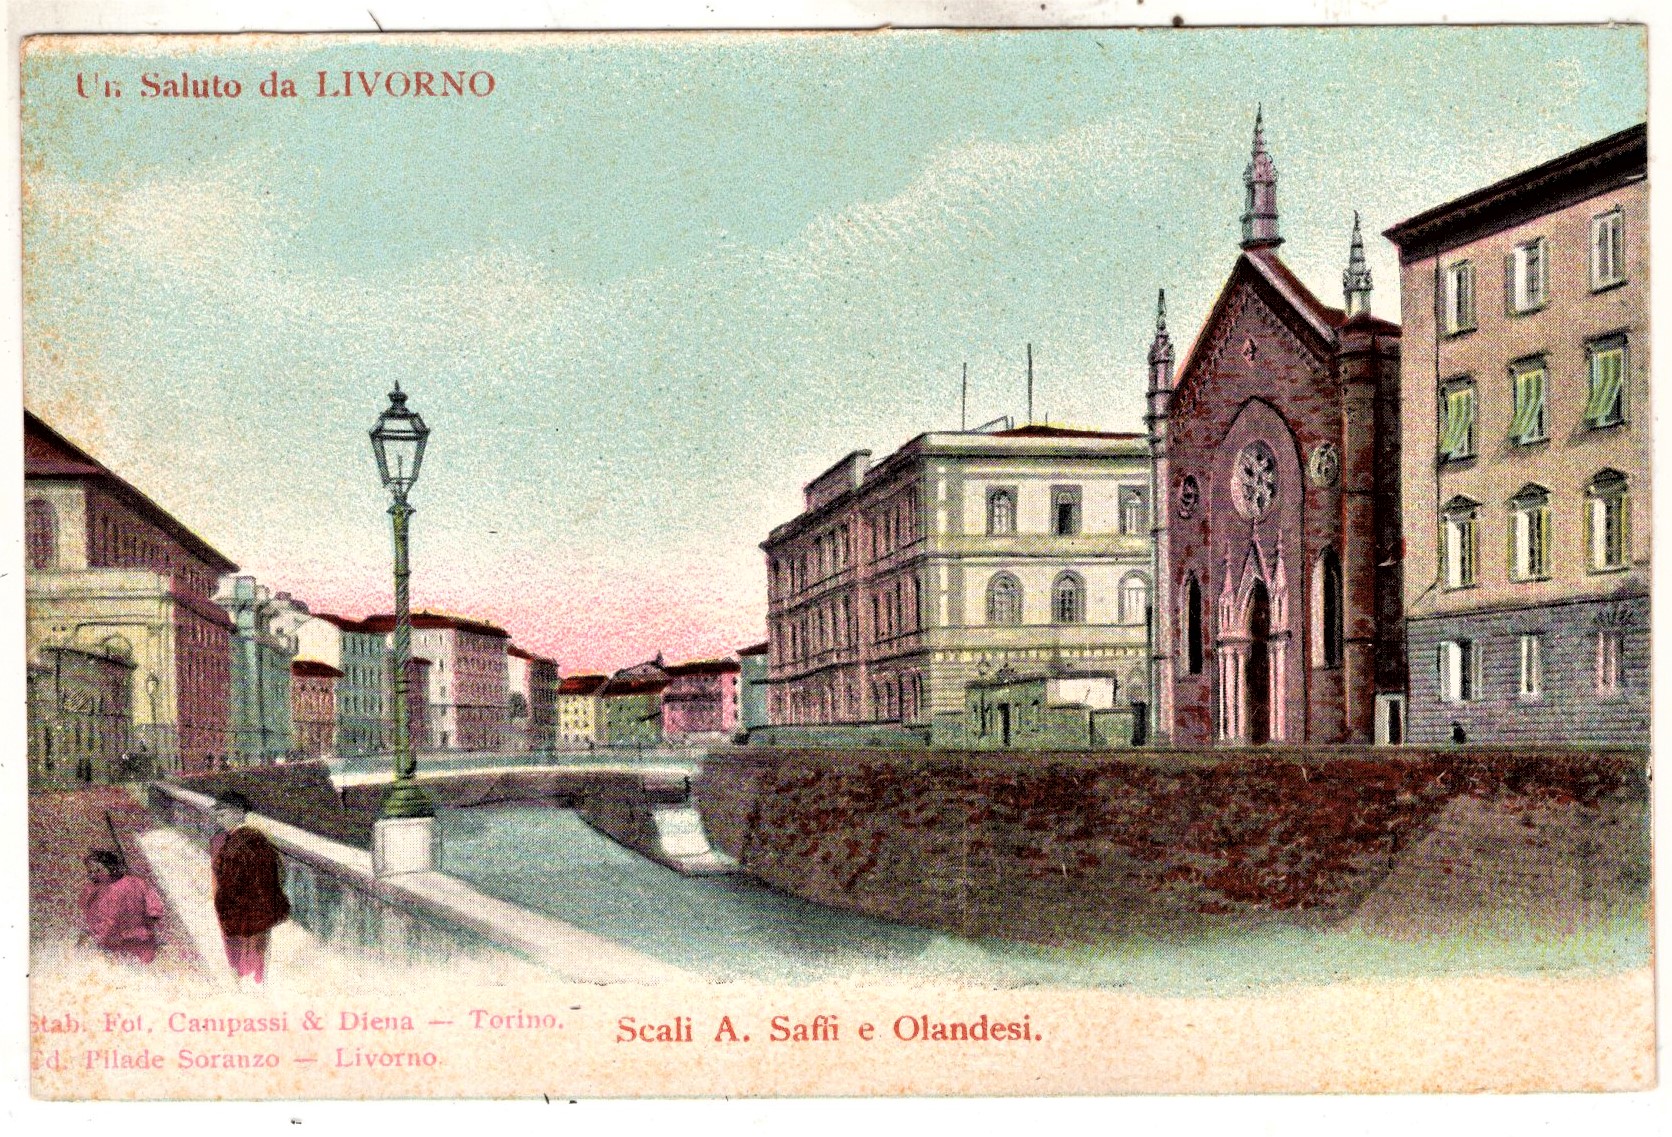 Un Saluto da LIVORNO
Stab. Fot. Campassi & Diena — Torino.
Ed. Pilade Soranzo — Livorno.
Scali A. Saffi e Olandesi.